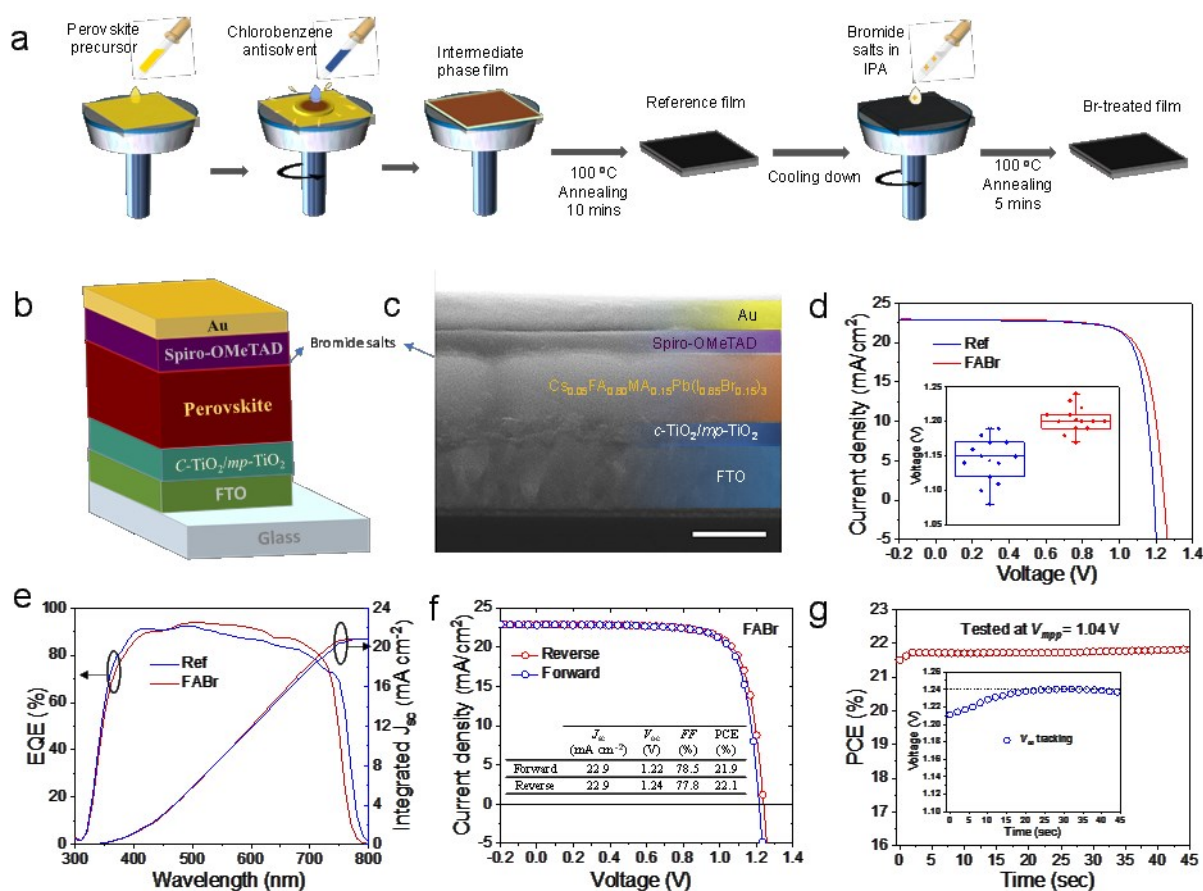 a
Perovskite
precursor
Chlorobenzene
antisolvent
Intermediate
phase film
Reference film
Bromide
salts in
IPA
Br-treated film
100 ºC
Annealing
10 mins
Cooling down
100 ºC
Annealing
5 mins
b
Au
Spiro-OMeTAD
Perovskite
C-TiO2/mp-TiO2
FTO
Glass
Bromide salts
c
Au
Spiro-OMeTAD
Cs0.05FA0.80MA0.15Pb(I0.85Br0.15)3
c-TiO2/mp-TiO2
FTO
d
Current density (mA/cm2)
25
20
15
10
5
0
-5
Ref
FABr
Voltage (V)
1.25
1.20
1.15
1.10
1.05
-0.2 0.0 0.2 0.4 0.6 0.8 1.0 1.2 1.4
Voltage (V)
e
EQE (%)
100
80
60
40
20
0
Ref
FABr
24
20
16
12
8
4
0
Integrated Jsc (mA cm-2)
300 400 500 600 700 800
Wavelength (nm)
f
Current density (mA/cm2)
25
20
15
10
5
0
-5
FABr
Reverse
Forward
Jsc Voc FF PCE
(mA cm-2) (V) (%) (%)
Forward 22.9 1.22 78.5 21.9
Reverse 22.9 1.24 77.8 22.1
-0.2 0.0 0.2 0.4 0.6 0.8 1.0 1.2 1.4
Voltage (V)
g
PCE (%)
23
22
21
20
19
18
17
16
Tested at Vmpp= 1.04 V
Voltage (V)
1.26
1.24
1.22
1.20
1.18
1.16
1.14
1.12
1.10
Voc tracking
0 5 10 15 20 25 30 35 40 45
Time (sec)
0 5 10 15 20 25 30 35 40 45
Time (sec)